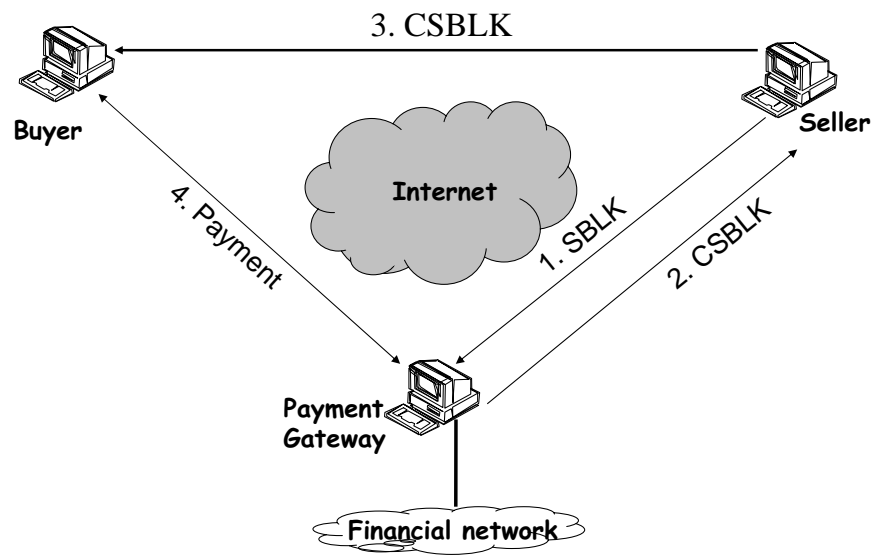 3. CSBLK
Buyer
Seller
Internet
4. Payment
1. SBLK
2. CSBLK
Payment
Gateway
Financial network